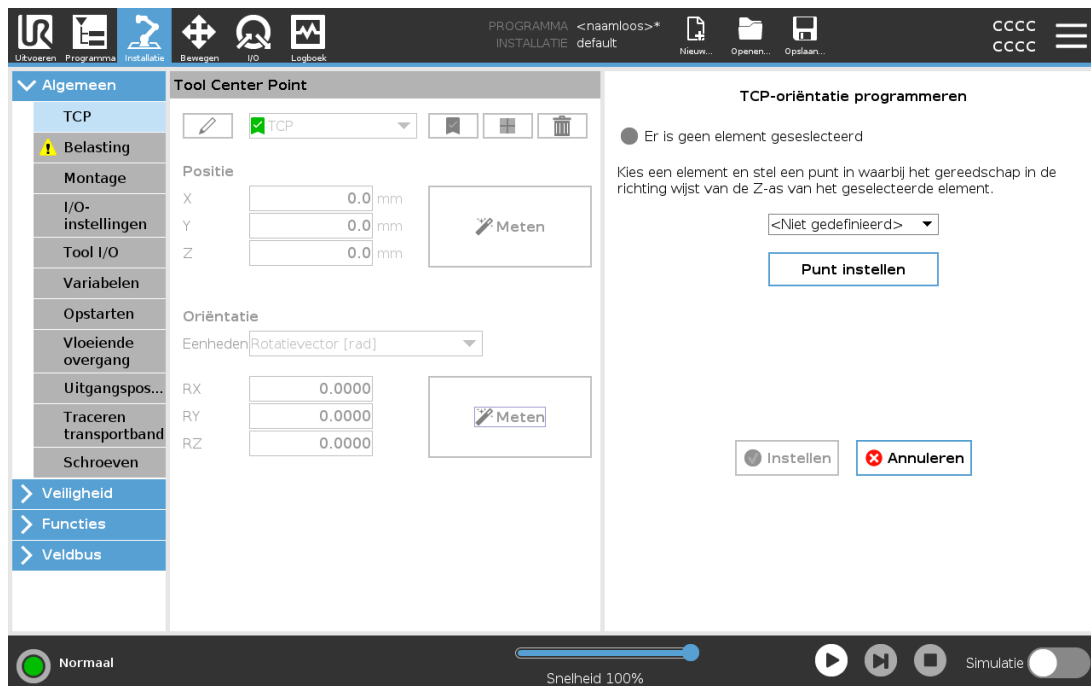 PROGRAMMA <naamloos>*
INSTALLATIE default
Uitvoeren Programma Installatie Bewegen I/O Logboek
Nieuw... Openen... Opslaan...
CCCC
CCCC
Algemeen
TCP
Belasting
Montage
I/O-
instellingen
Tool I/O
Variabelen
Opstarten
Vloeiende
overgang
Uitgangspos...
Traceren
transportband
Schroeven
Veiligheid
Functies
Veldbus
Tool Center Point
TCP
Positie
X 0.0 mm
Y 0.0 mm
Z 0.0 mm
Meten
Oriëntatie
Eenheden Rotatievector [rad]
RX 0.0000
RY 0.0000
RZ 0.0000
Meten
TCP-oriëntatie programmeren
Er is geen element geseslecteerd
Kies een element en stel een punt in waarbij het gereedschap in de
richting wijst van de Z-as van het geselecteerde element.
<Niet gedefinieerd>
Punt instellen
Instellen Annuleren
Normaal
Snelheid 100%
Simulatie